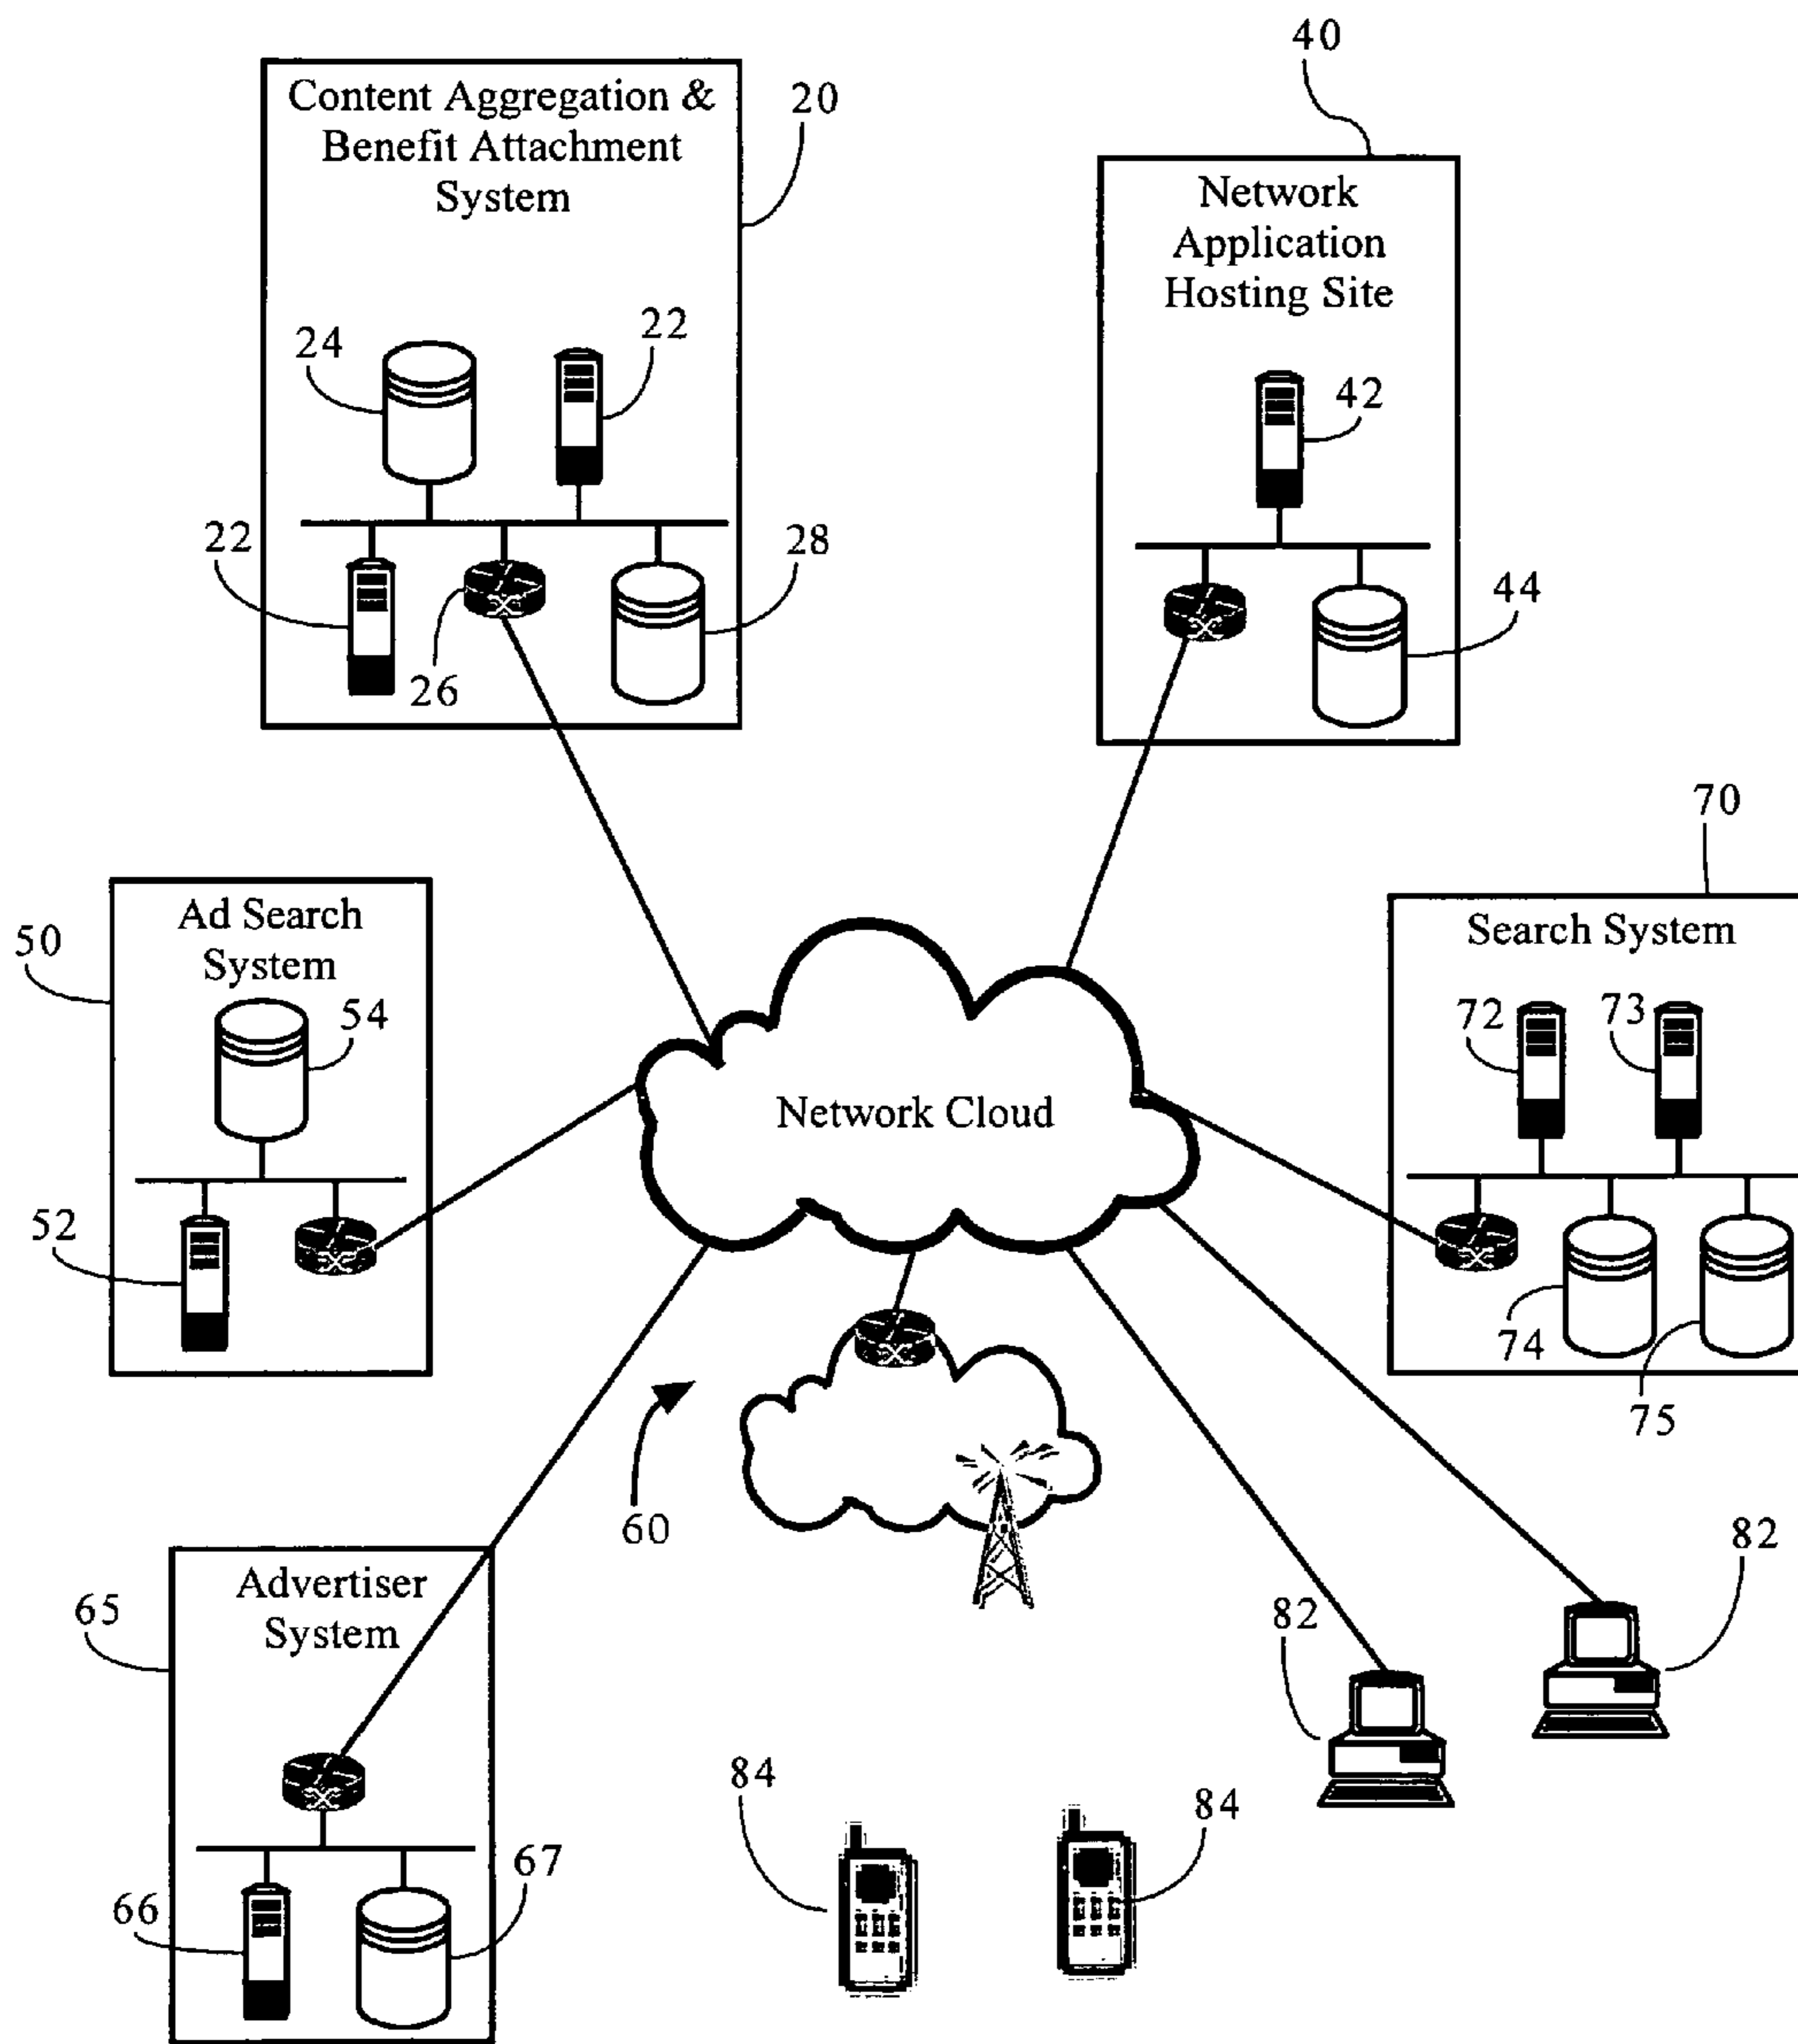 40
Content Aggregation &
Benefit Attachment
System
20
Network
Application
Hosting Site
24
22
42
22
28
44
26
70
Ad Search
System
50
Search System
54
72
73
Network Cloud
52
74
75
60
82
Advertiser
System
65
82
84
84
67
66